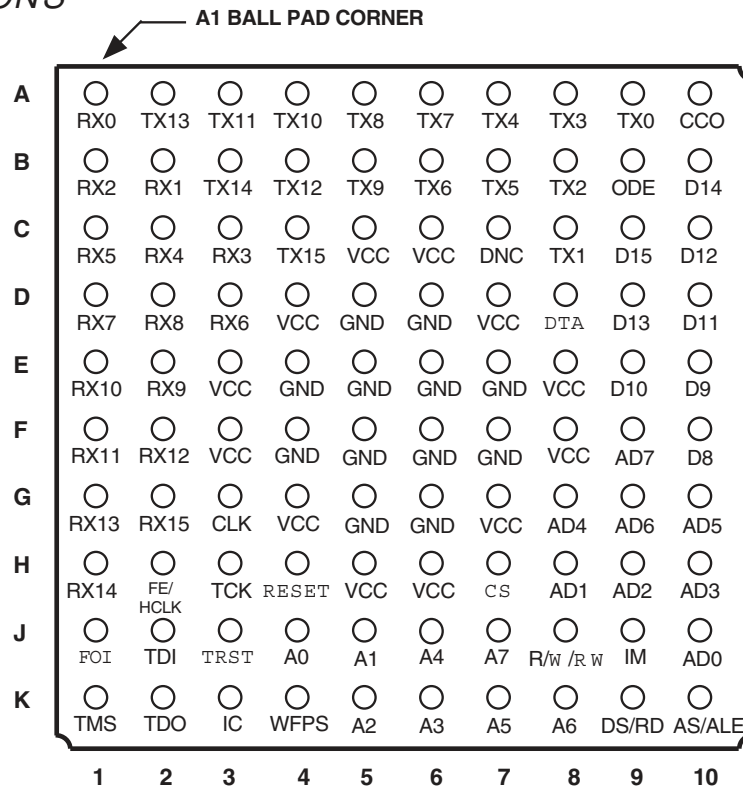 ONS
A1 BALL PAD CORNER
A
RX0 TX13 TX11 TX10 TX8 TX7 TX4 TX3 TX0 CCO
B
RX2 RX1 TX14 TX12 TX9 TX6 TX5 TX2 ODE D14
C
RX5 RX4 RX3 TX15 VCC VCC DNC TX1 D15 D12
D
RX7 RX8 RX6 VCC GND GND VCC DTA D13 D11
E
RX10 RX9 VCC GND GND GND GND VCC D10 D9
F
RX11 RX12 VCC GND GND GND GND VCC AD7 D8
G
RX13 RX15 CLK VCC GND GND VCC AD4 AD6 AD5
H
RX14 FE/ TCK RESET VCC VCC CS AD1 AD2 AD3
HCLK
J
FOI TDI TRST A0 A1 A4 A7 R/W /R W IM AD0
K
TMS TDO IC WFPS A2 A3 A5 A6 DS/RD AS/ALE
1 2 3 4 5 6 7 8 9 10